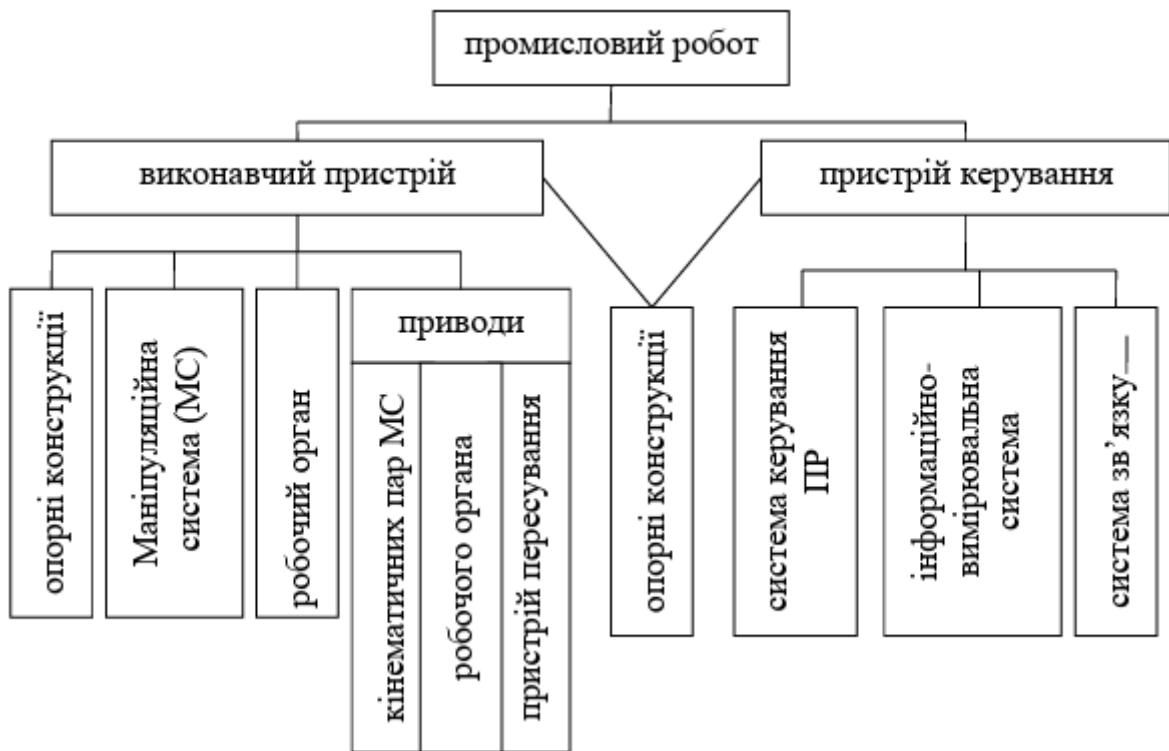 промисловий робот
виконавчий пристрій
пристрій керування
опорні конструкції
Маніпуляційна
система (МС)
робочий орган
приводи
кінематичних пар МС
робочого органа
пристрій пересування
опорні конструкції
система керування
ПР
інформаційно-
вимірювальна
система
система зв’язку__